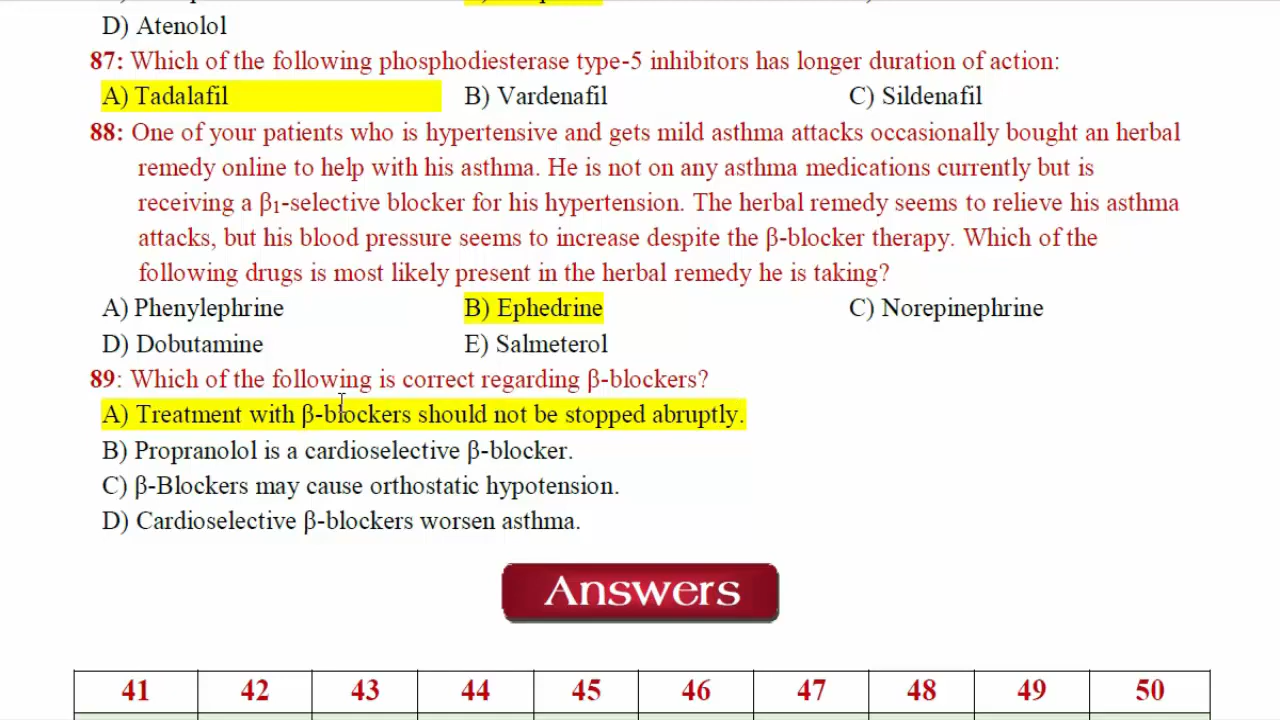 D) Atenolol
87: Which of the following phosphodiesterase type-5 inhibitors has longer duration of action:
A) Tadalafil B) Vardenafil C) Sildenafil
88: One of your patients who is hypertensive and gets mild asthma attacks occasionally bought an herbal
remedy online to help with his asthma. He is not on any asthma medications currently but is
receiving a β₁-selective blocker for his hypertension. The herbal remedy seems to relieve his asthma
attacks, but his blood pressure seems to increase despite the β-blocker therapy. Which of the
following drugs is most likely present in the herbal remedy he is taking?
A) Phenylephrine B) Ephedrine C) Norepinephrine
D) Dobutamine E) Salmeterol
89: Which of the following is correct regarding β-blockers?
A) Treatment with β-blockers should not be stopped abruptly.
B) Propranolol is a cardioselective β-blocker.
C) β-Blockers may cause orthostatic hypotension.
D) Cardioselective β-blockers worsen asthma.
Answers
41 42 43 44 45 46 47 48 49 50